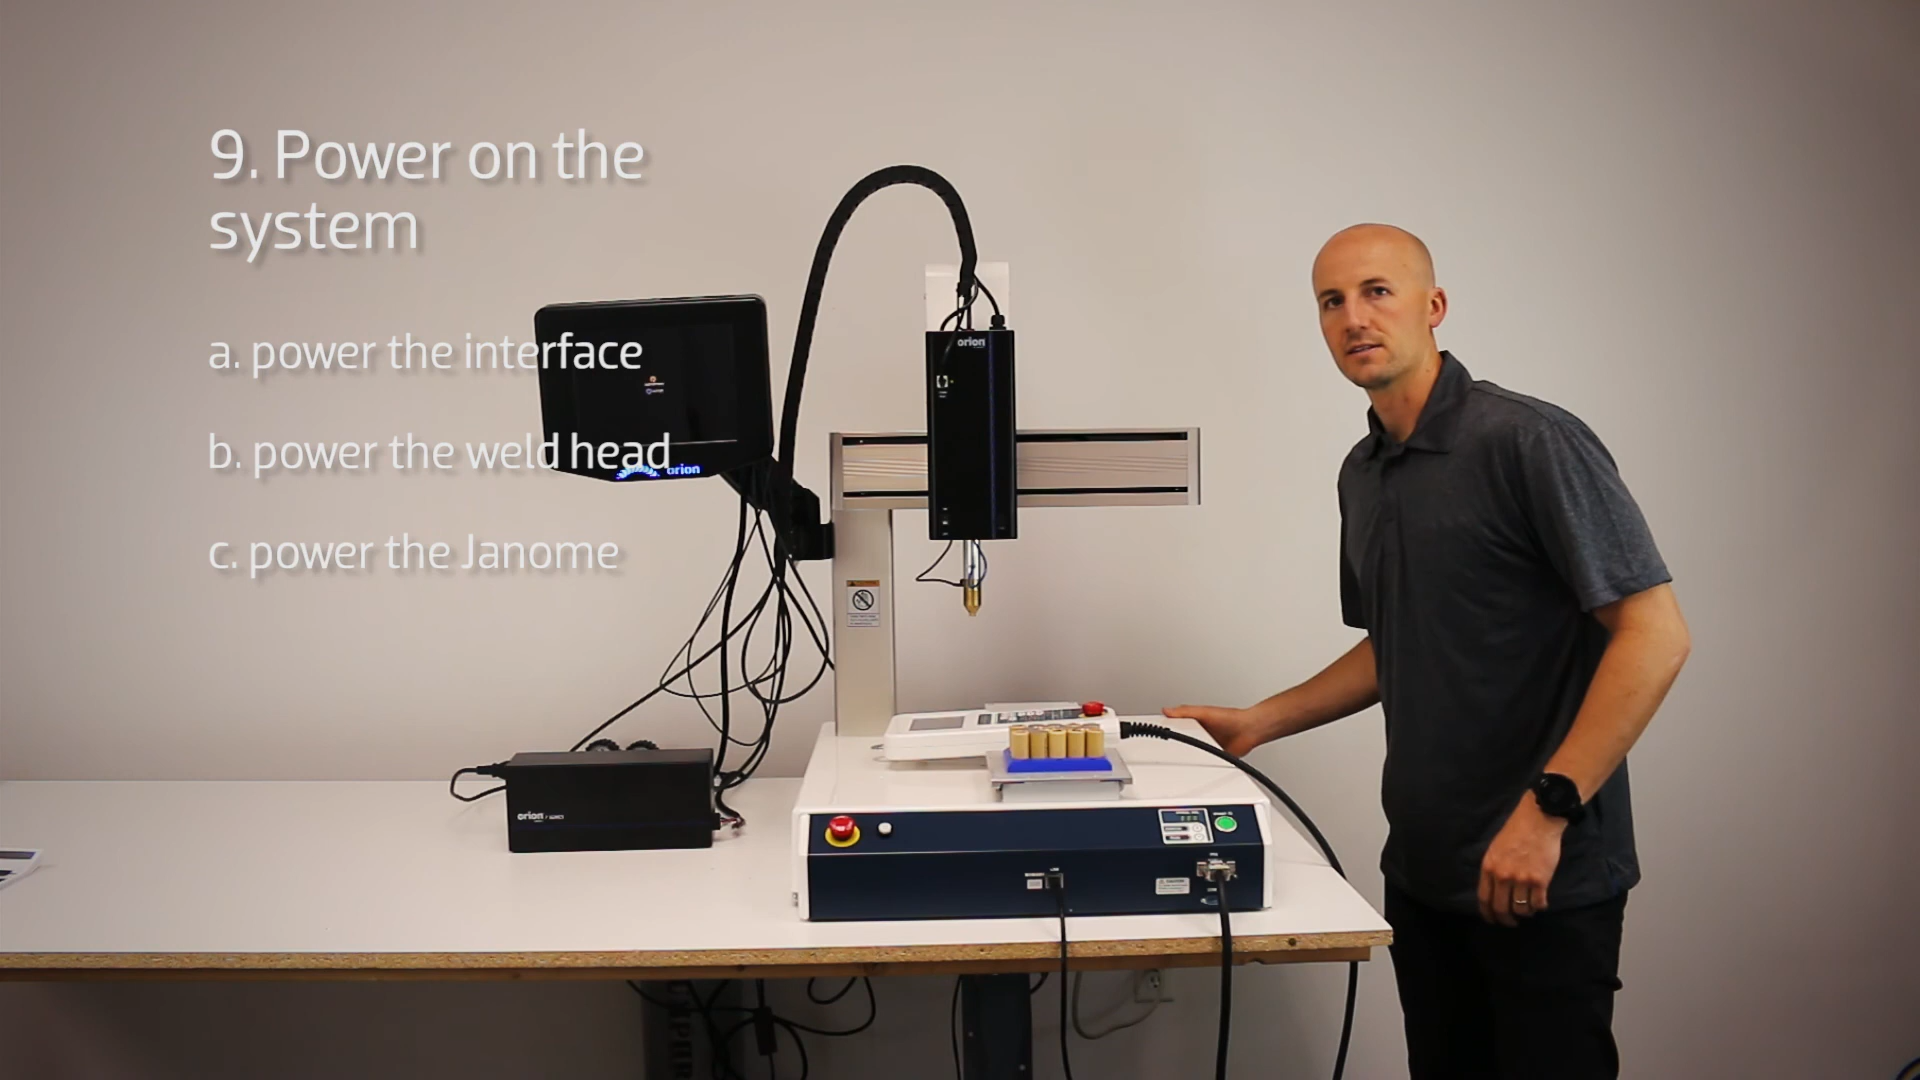 9. Power on the
system
a. power the interface
b. power the weld head
c. power the Janome
orion
orion
orion